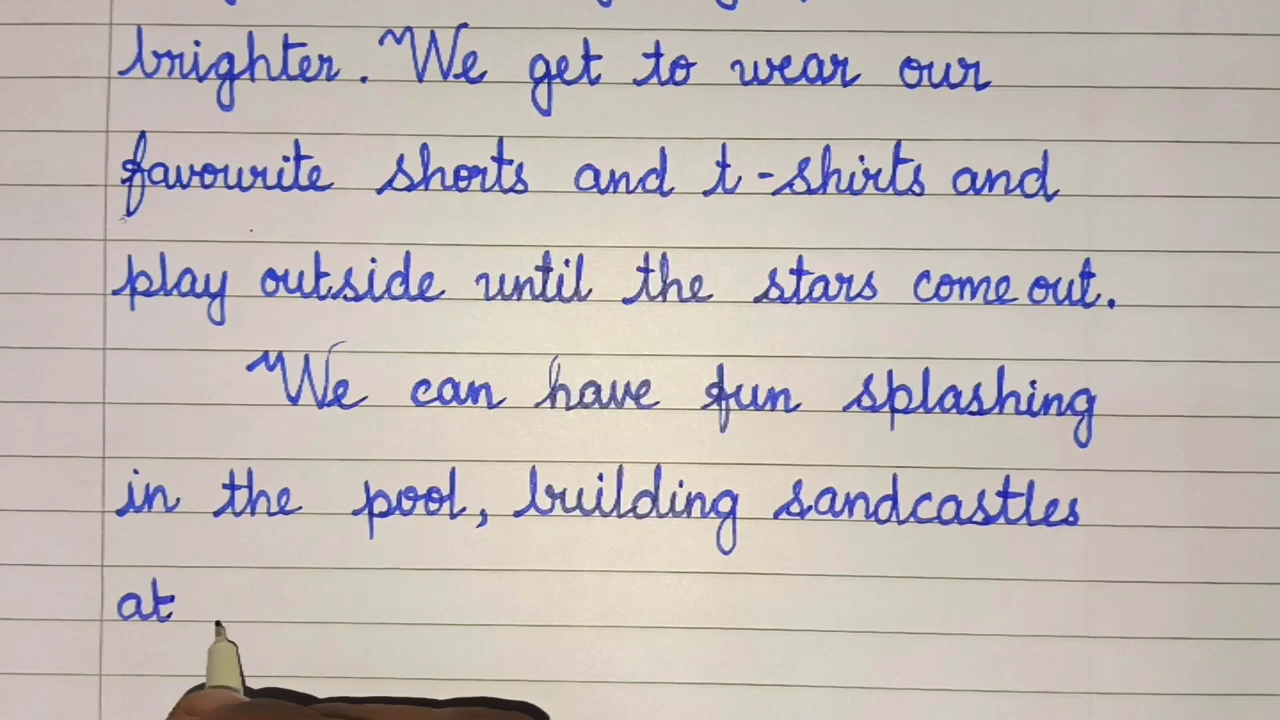 brighter. We get to wear our
favourite shorts and t-shirts and
play outside until the stars come out.
We can have fun splashing
in the pool, building sandcastles
at